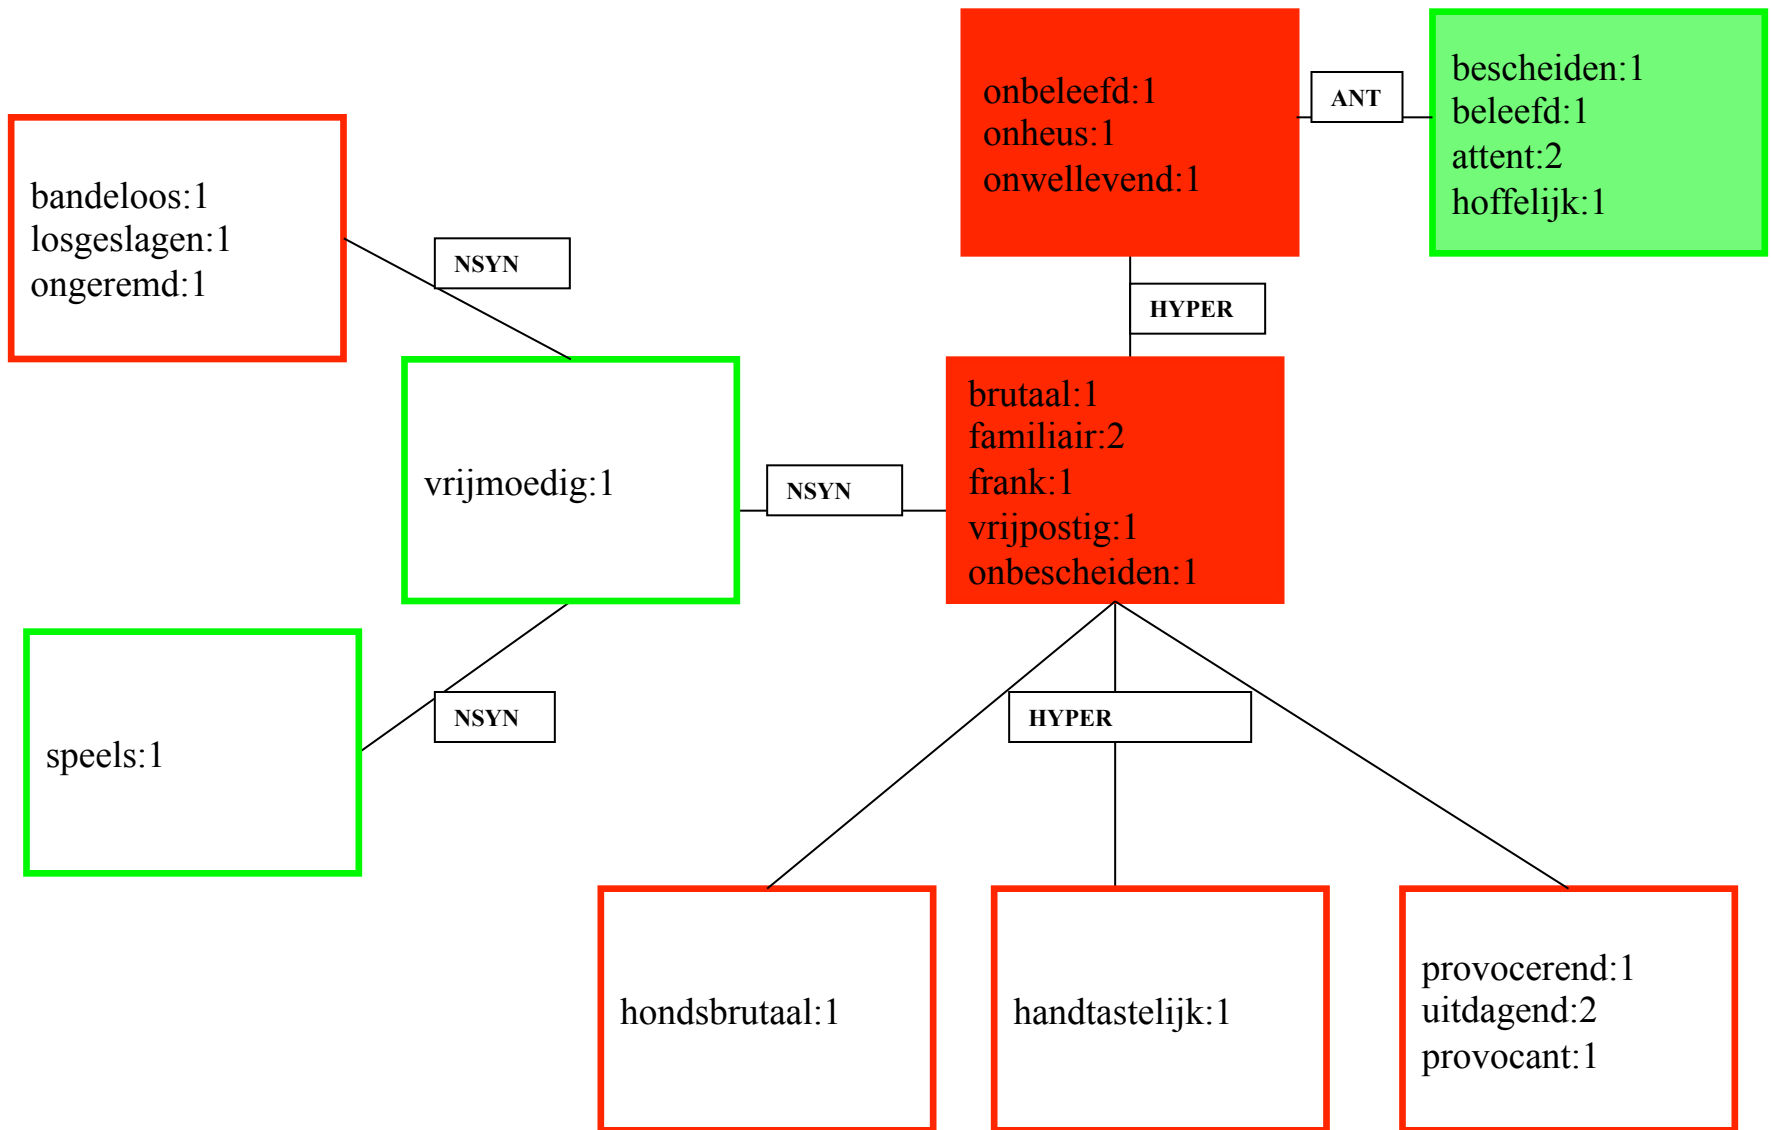 onbeleefd:1
onheus:1
onwellevend:1
ANT
bescheiden:1
beleefd:1
attent:2
hoffelijk:1
bandeloos:1
losgeslagen:1
ongeremd:1
NSYN
HYPER
vrijmoedig:1
NSYN
brutaal:1
familiair:2
frank:1
vrijpostig:1
onbescheiden:1
speels:1
NSYN
HYPER
hondsbrutaal:1
handtastelijk:1
provocerend:1
uitdagend:2
provocant:1